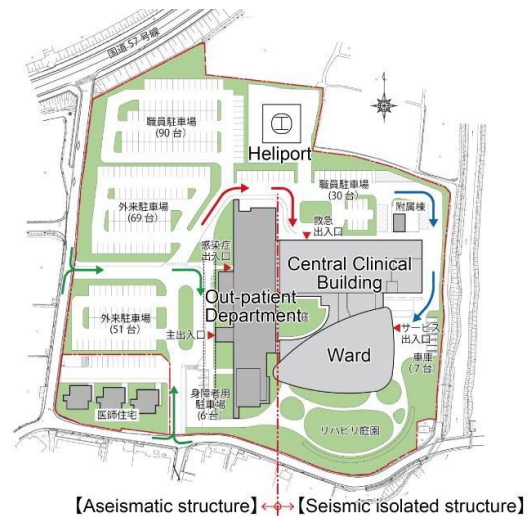 国道57号線
職員駐車場
(90台)
Heliport
外来駐車場
(69台)
職員駐車場
(30台)
附属棟
救急
出入口
感染症
出入口
Central Clinical
Building
Out-patient
Department
庭
外来駐車場
(51台)
主出入口
Ward
サービス
出入口
車庫
(7台)
医師住宅
身障者用
駐車場
(6台)
リハビリ庭園
【Aseismatic structure】
【Seismic isolated structure】